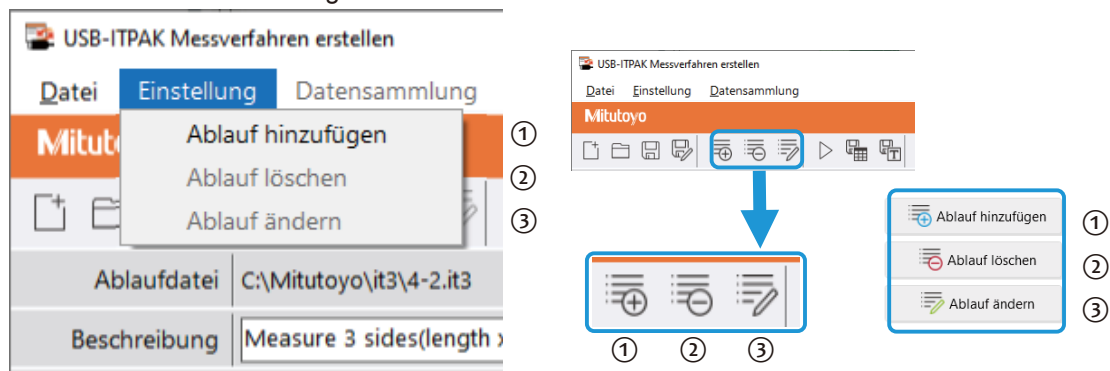 USB-ITPAK Messverfahren erstellen
Datei Einstellung Datensammlung
Mituto
Ablauf hinzufügen ①
Ablauf löschen ②
Ablauf ändern ③
Ablaufdatei C:\Mitutoyo\it3\4-2.it3
Beschreibung Measure 3 sides(length x
USB-ITPAK Messverfahren erstellen
Datei Einstellung Datensammlung
Mitutoyo
① ② ③
Ablauf hinzufügen ①
Ablauf löschen ②
Ablauf ändern ③